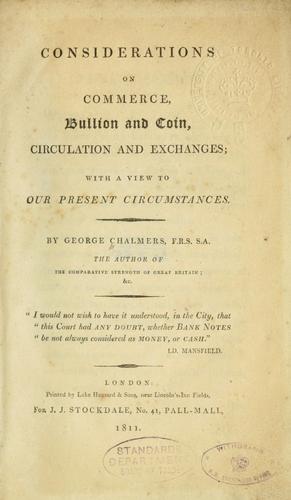 CONSIDERATIONS
ON
COMMERCE,
Bullion and Coin,
CIRCULATION AND EXCHANGES;
WITH A VIEW TO
OUR PRESENT CIRCUMSTANCES.
BY GEORGE CHALMERS, F.R.S. S.A.
THE AUTHOR OF
THE COMPARATIVE STRENGTH OF GREAT BRITAIN;
&c.
"I would not wish to have it understood, in the City, that
"this Court had ANY DOUBT, whether BANK NOTES
"be not always considered as MONEY, or CASH."
LD. MANSFIELD.
LONDON:
Printed by Luke Hansard & Sons, near Lincoln's-Inn Fields,
FOR J. J. STOCKDALE, No. 41, PALL-MALL,
1811.
STANDARDS
DEPARTMENT
WITHDRAWN